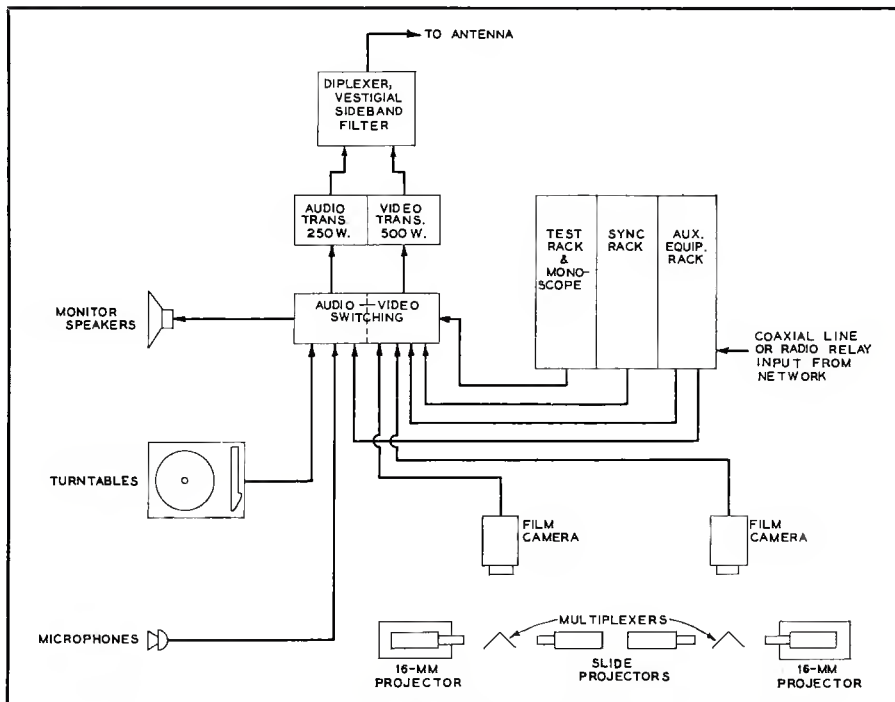 TO ANTENNA
DIPLEXER,
VESTIGIAL
SIDEBAND
FILTER
AUDIO
TRANS.
250 W.
VIDEO
TRANS.
500 W.
TEST
RACK
&
MONO-
SCOPE
SYNC
RACK
AUX.
EQUIP.
RACK
MONITOR
SPEAKERS
AUDIO
VIDEO
SWITCHING
COAXIAL LINE
OR RADIO RELAY
INPUT FROM
NETWORK
TURNTABLES
FILM
CAMERA
FILM
CAMERA
MICROPHONES
MULTIPLEXERS
16-MM
PROJECTOR
SLIDE
PROJECTORS
16-MM
PROJECTOR